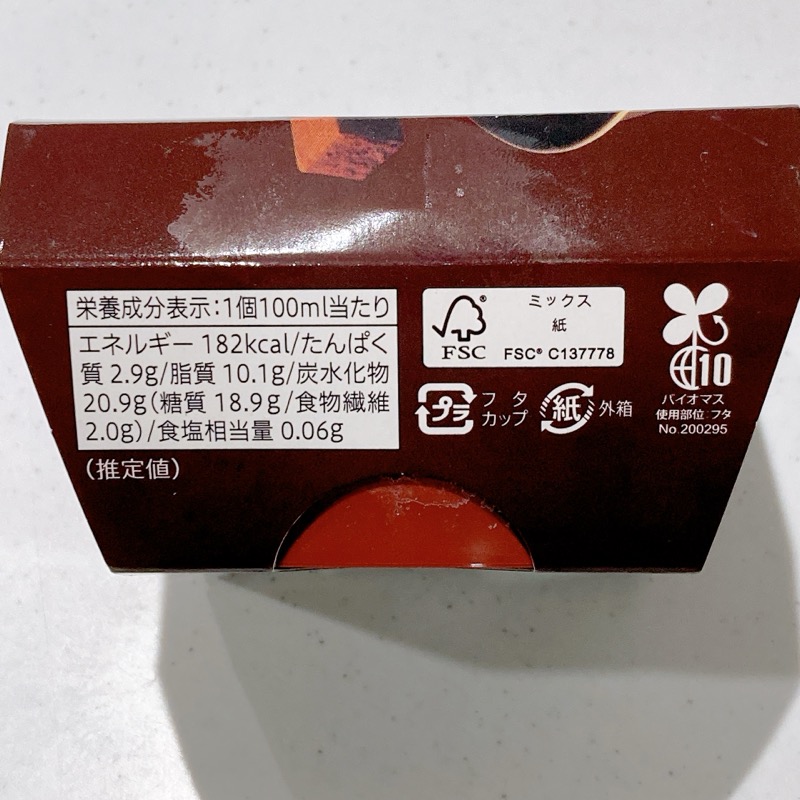 栄養成分表示：1個100ml当たり
エネルギー 182kcal/たんぱく
質 2.9g/脂質 10.1g/炭水化物
20.9g（糖質 18.9g/食物繊維
2.0g）/食塩相当量 0.06g
（推定値）
ミックス
紙
FSC®
FSC® C137778
プラ
フタ
カップ
紙
外箱
10
バイオマス
使用部位：フタ
No.200295